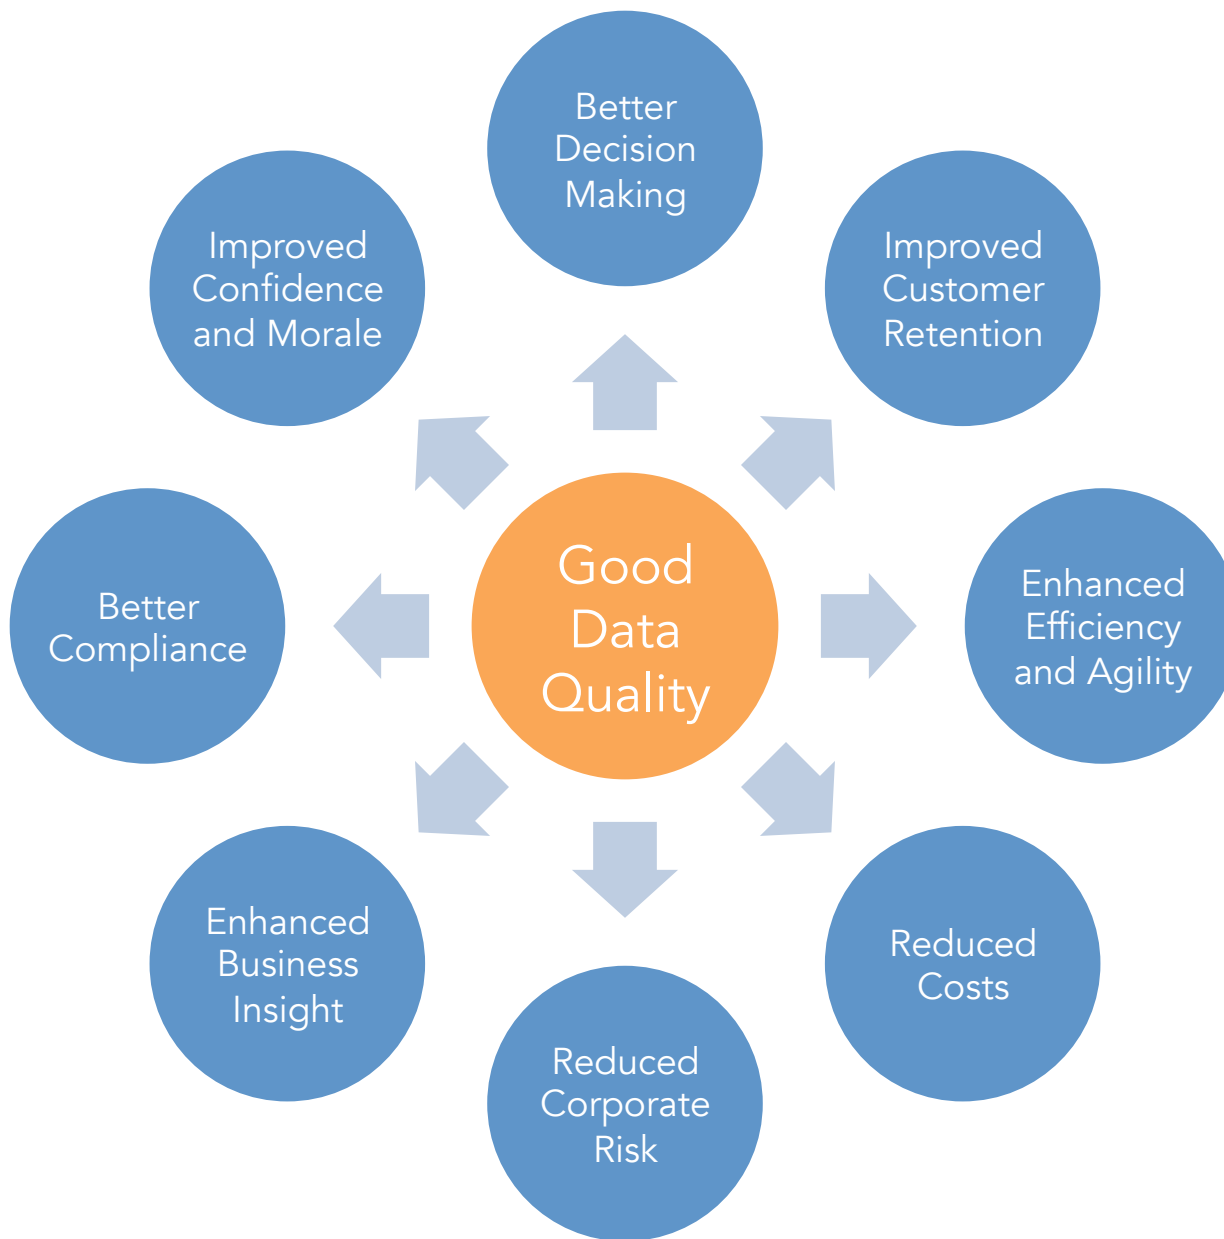 Better
Decision
Making
Improved
Customer
Retention
Enhanced
Efficiency
and Agility
Reduced
Costs
Reduced
Corporate
Risk
Enhanced
Business
Insight
Better
Compliance
Improved
Confidence
and Morale
Good
Data
Quality